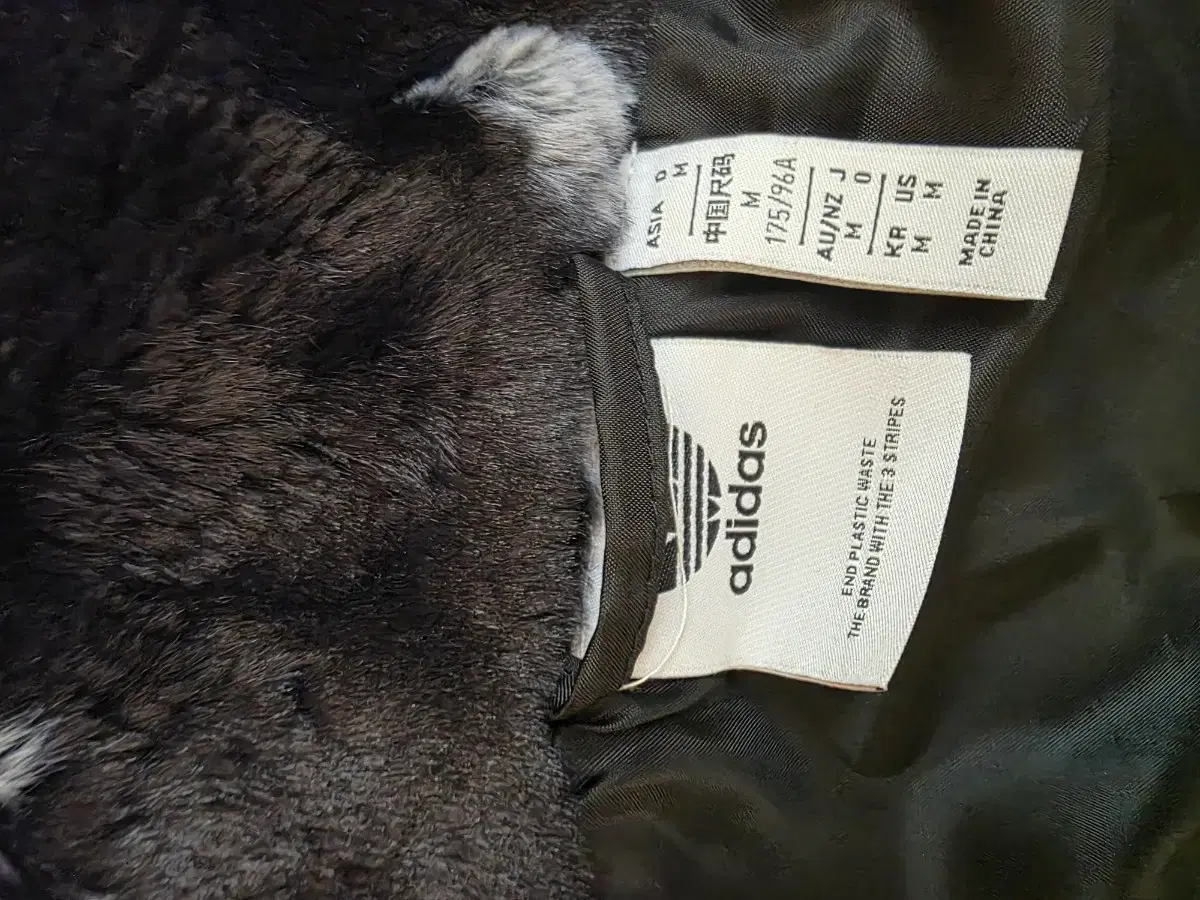 ASIA D
M
中国尺码
M
175/96A
AU/NZ J
M O
KR US
M M
MADE IN
CHINA
adidas
END PLASTIC WASTE
THE BRAND WITH THE 3 STRIPES